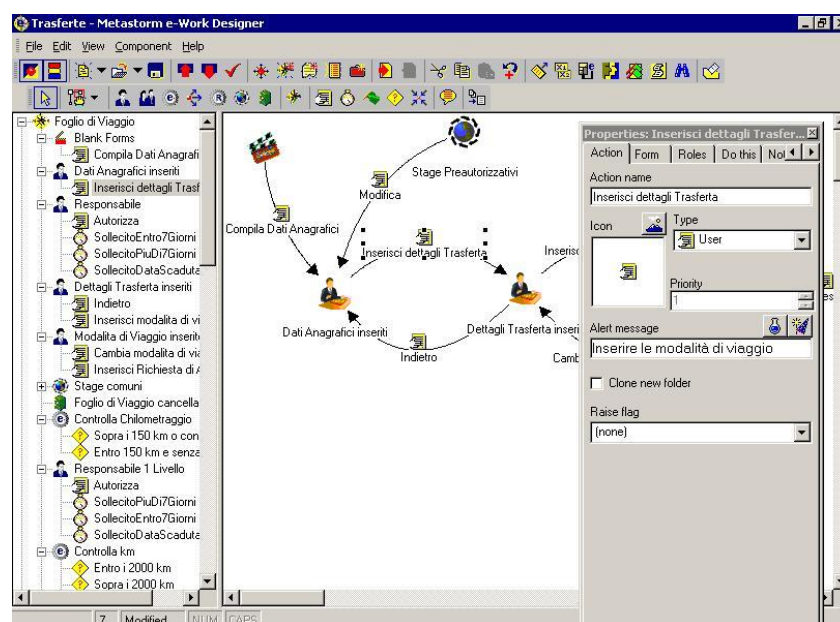 Trasferte - Metastorm e-Work Designer
File Edit View Component Help
Foglio di Viaggio
Blank Forms
Compila Dati Anagrafi
Dati Anagrafici inseriti
Inserisci dettagli Trasf
Responsabile
Autorizza
SollecitoEntro7Giorni
SollecitoPiuDi7Giorni
SollecitoDataScaduta
Dettagli Trasferta inseriti
Indietro
Inserisci modalita di vi
Modalita di Viaggio inserite
Cambia modalita di via
Inserisci Richiesta di A
Stage comuni
Foglio di Viaggio cancella
Controlla Chilometraggio
Sopra i 150 km o con
Entro 150 km e senza
Responsabile 1 Livello
Autorizza
SollecitoPiuDi7Giorni
SollecitoEntro7Giorni
SollecitoDataScaduta
Controlla km
Entro i 2000 km
Sopra i 2000 km
Stage Preautorizzativi
Modifica
Compila Dati Anagrafici
Inserisci dettagli Trasferta
Inserisc
Dati Anagrafici inseriti
Dettagli Trasferta inseri
Indietro
Camb
es
Properties: Inserisci dettagli Trasfer...
Action Form Roles Do this Not
Action name
Inserisci dettagli Trasferta
Icon
Type
User
Priority
1
Alert message
Inserire le modalità di viaggio
Clone new folder
Raise flag
(none)
7 Modified NUM CAPS